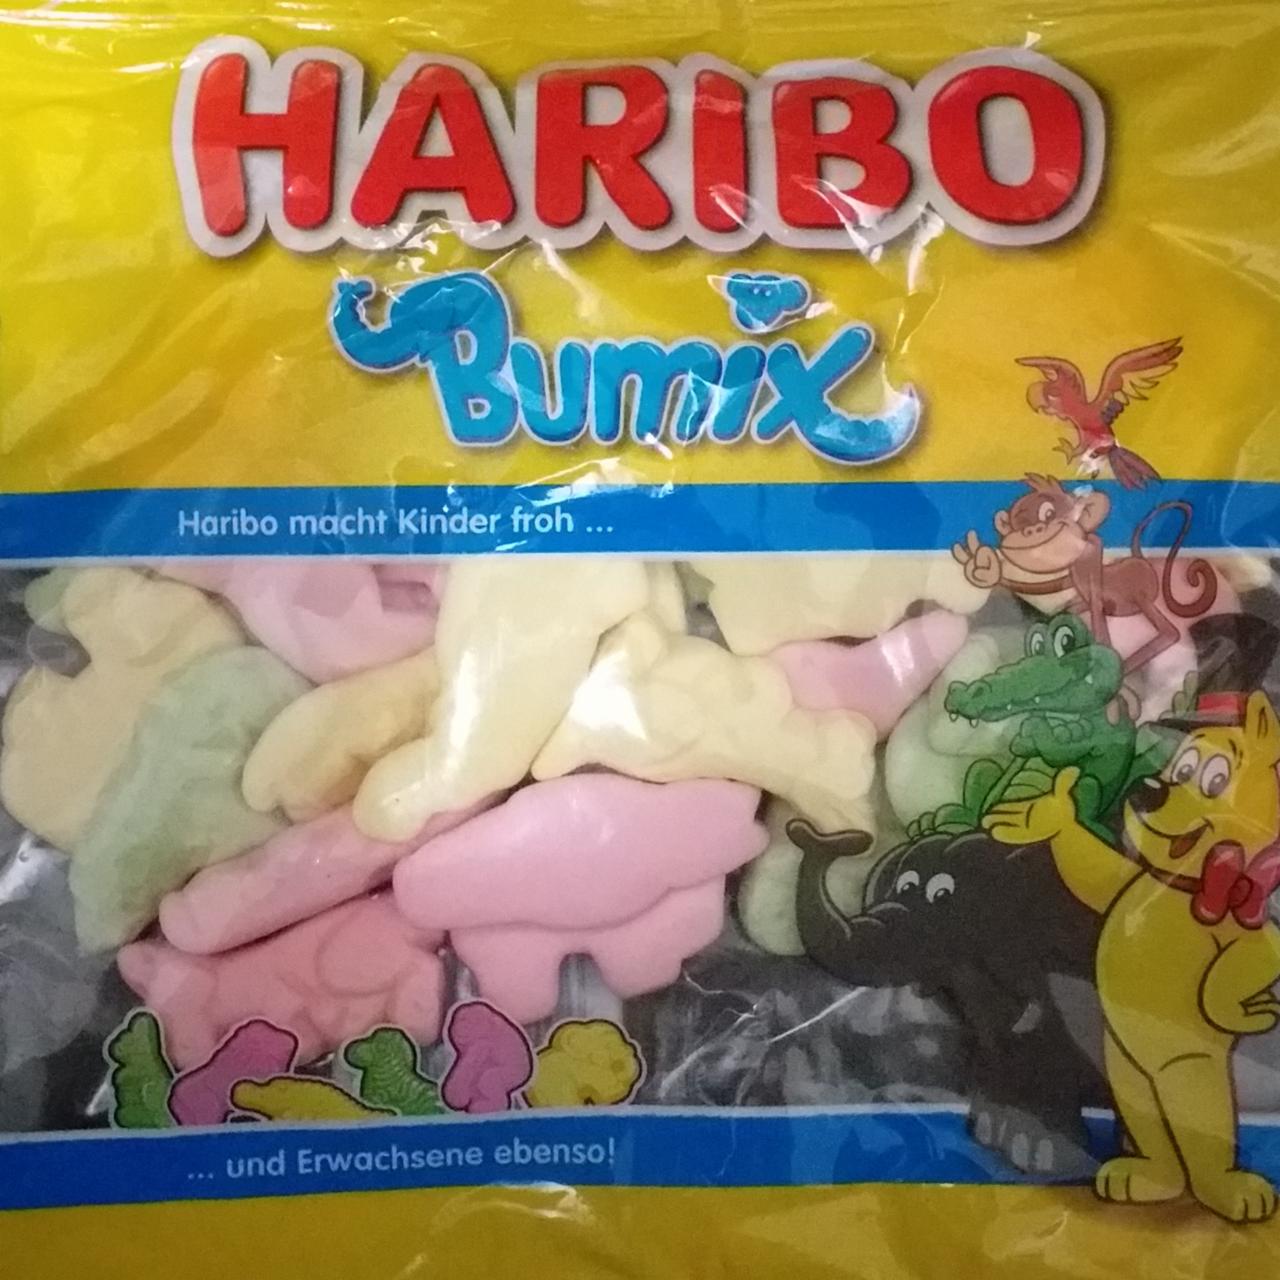 HARIBO
Bumix
Haribo macht Kinder froh ...
... und Erwachsene ebenso!